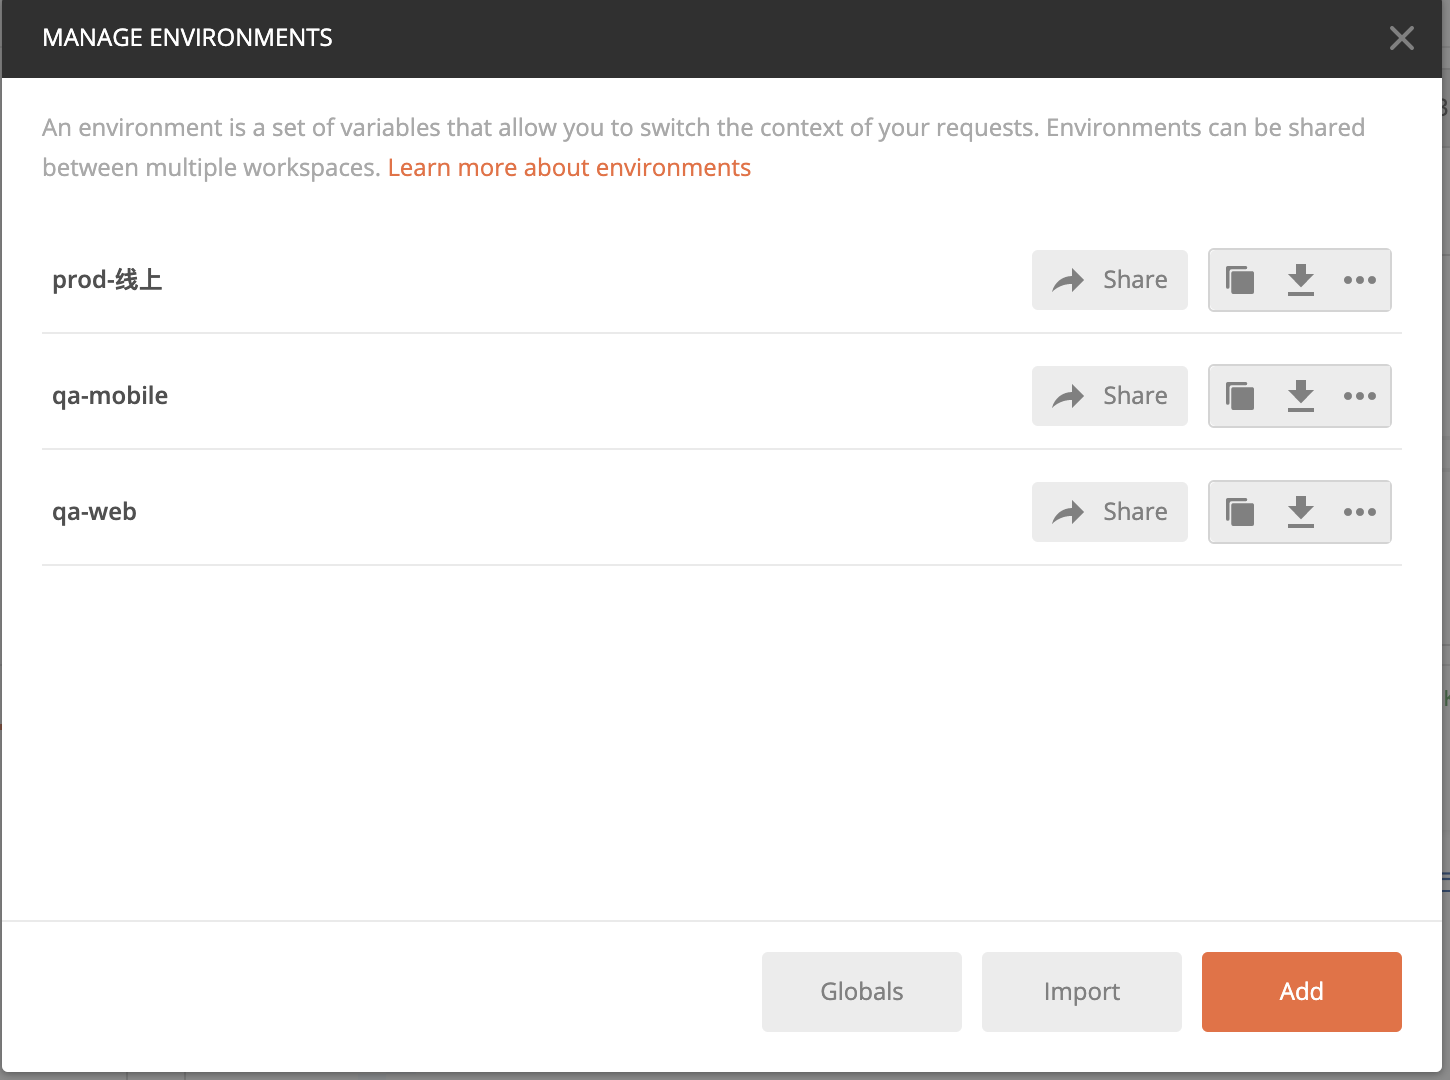 MANAGE ENVIRONMENTS
An environment is a set of variables that allow you to switch the context of your requests. Environments can be shared
between multiple workspaces. Learn more about environments
prod-线上
Share
qa-mobile
Share
qa-web
Share
Globals
Import
Add